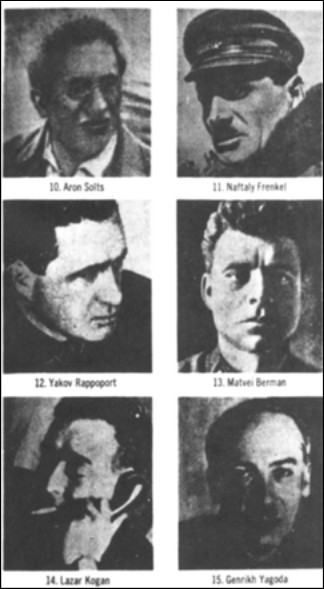 10. Aron Solts
11. Naftaly Frenkel
12. Yakov Rappoport
13. Matvei Berman
14. Lazar Kogan
15. Genrikh Yagoda